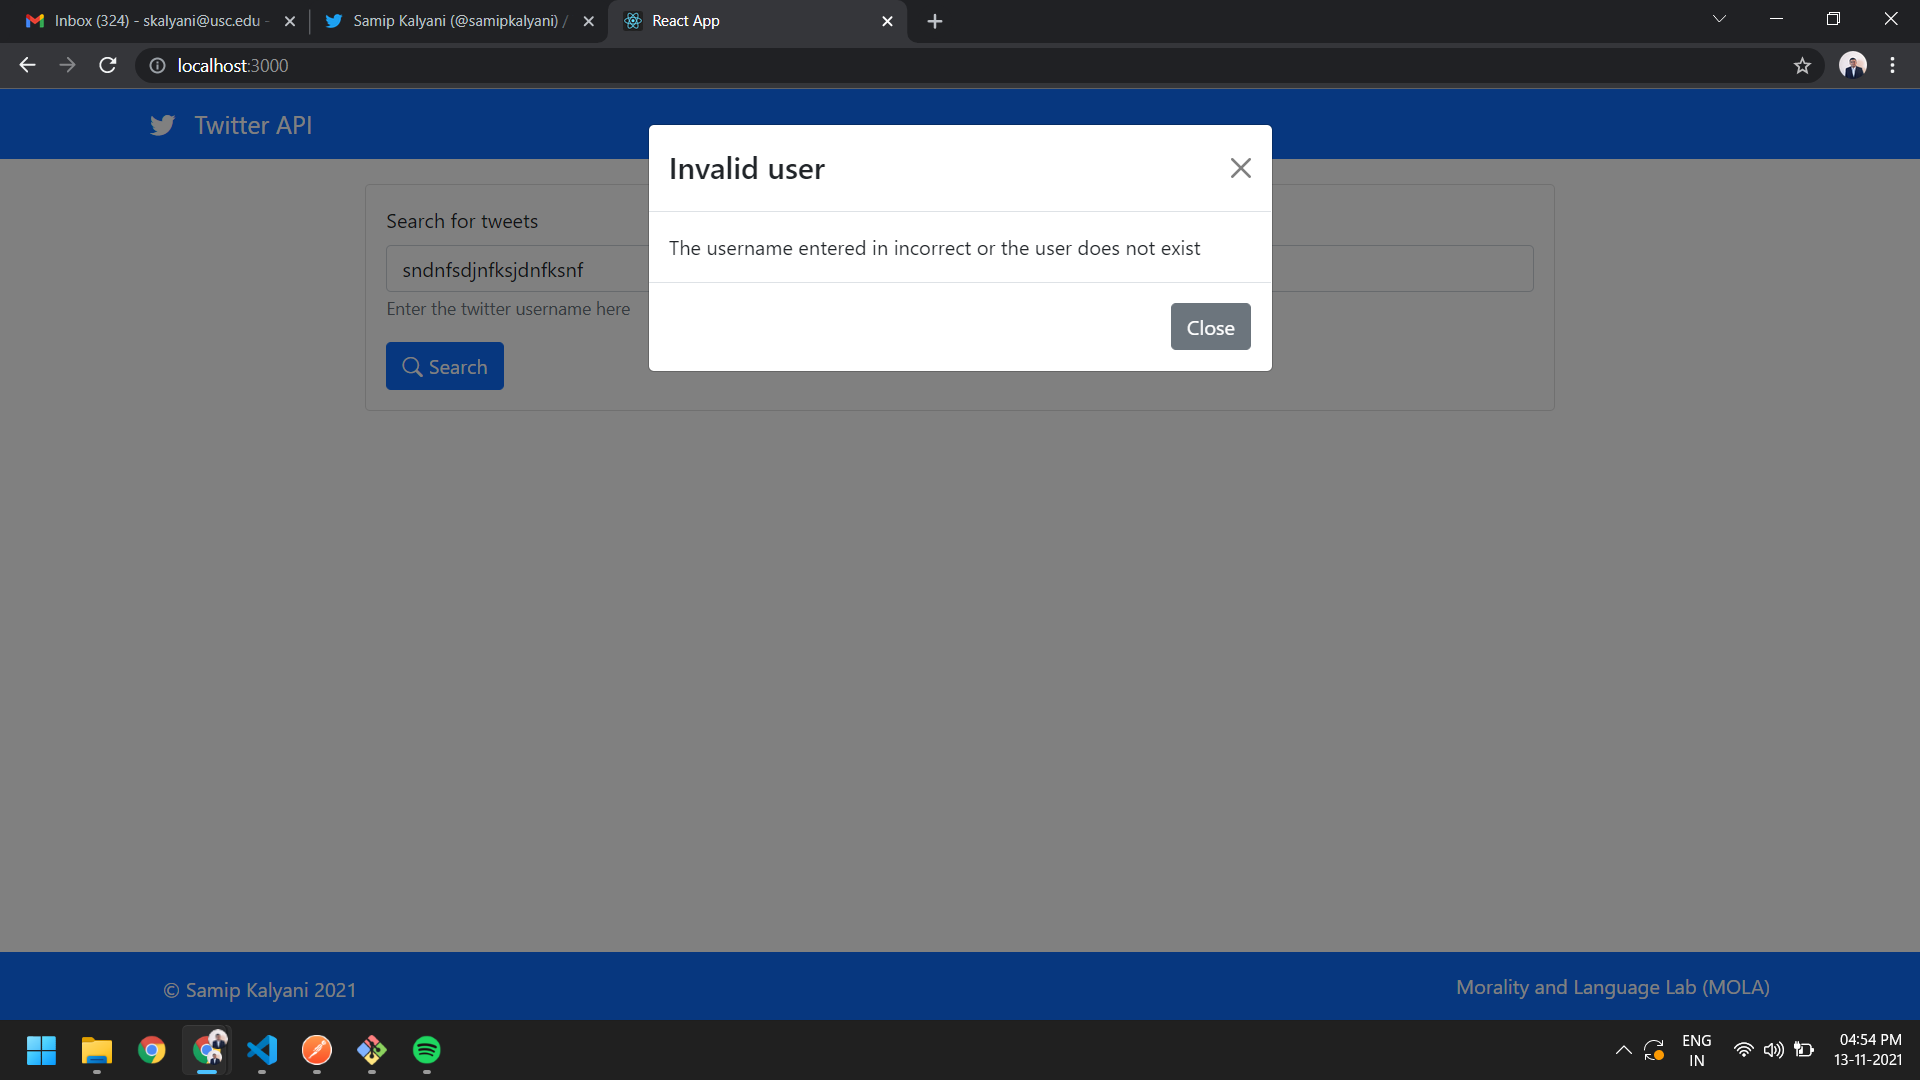 Inbox (324) - skalyani@usc.edu -
Samip Kalyani (@samipkalyani) /
React App
localhost:3000
Twitter API
Invalid user
Search for tweets
The username entered in incorrect or the user does not exist
sndnfsdjnfksjdnfksnf
Enter the twitter username here
Close
Search
© Samip Kalyani 2021
Morality and Language Lab (MOLA)
ENG
IN
04:54 PM
13-11-2021